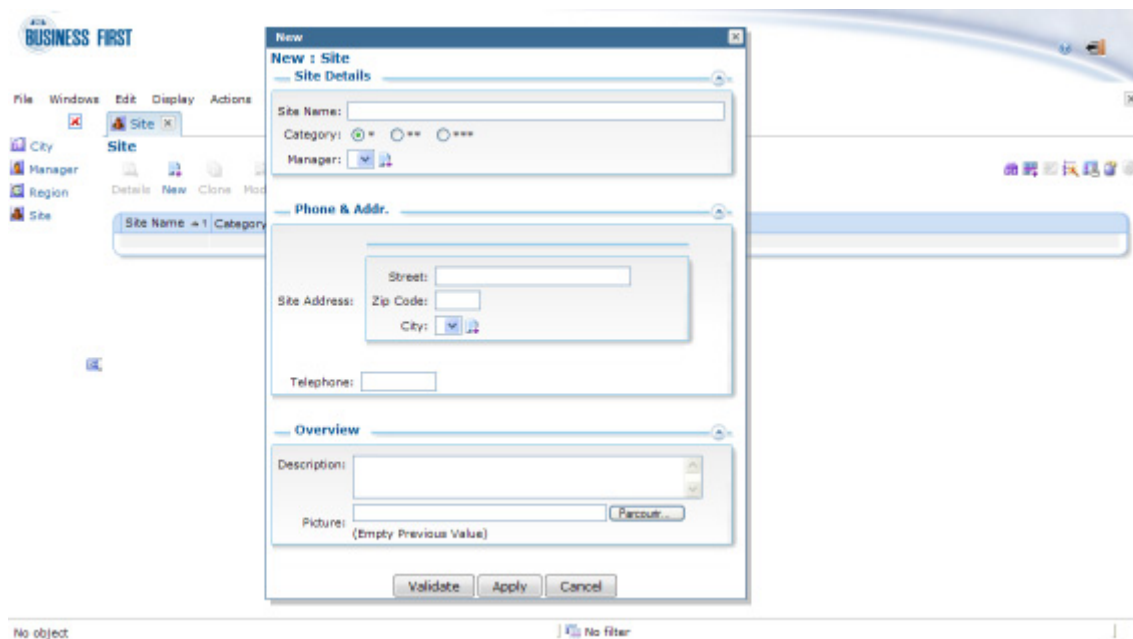 BUSINESS FIRST
New
New : Site
Site Details
File Windows Edit Display Actions
Site Name:
Site
Category: * ** ***
City
Site
Manager:
Manager
Details New Clone
Region
Site
Phone & Addr.
Site Name 1 Category
Street:
Site Address: Zip Code:
City:
Telephone:
Overview
Description:
Picture: Parcourir...
(Empty Previous Value)
Validate Apply Cancel
No object No filter